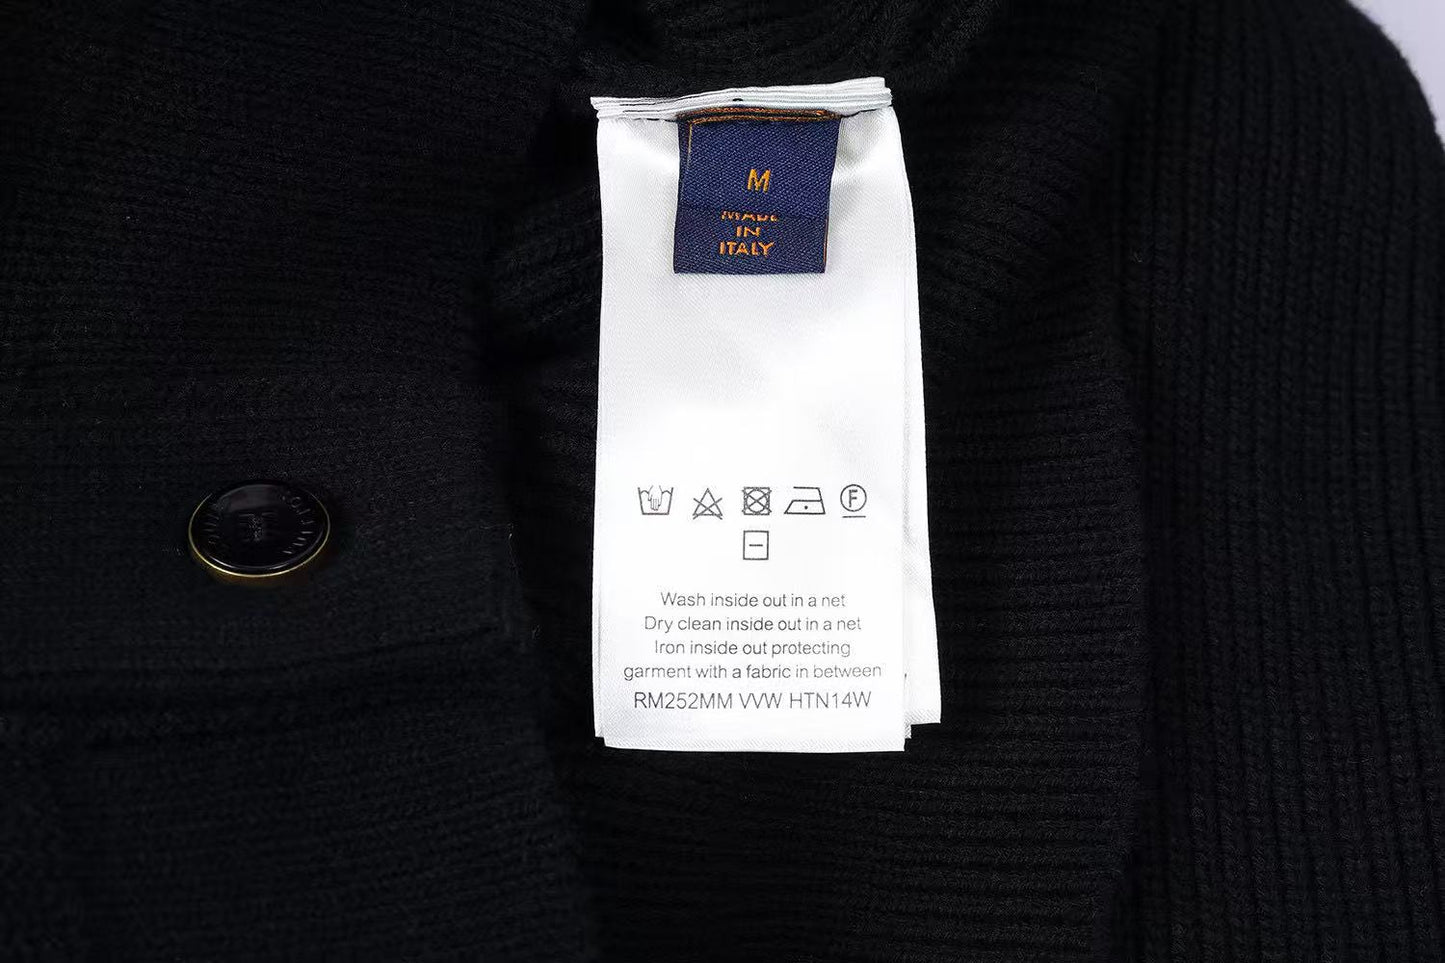 M
MADE
IN
ITALY
F
Wash inside out in a net
Dry clean inside out in a net
Iron inside out protecting
garment with a fabric in between
RM252MM VVW HTN14W